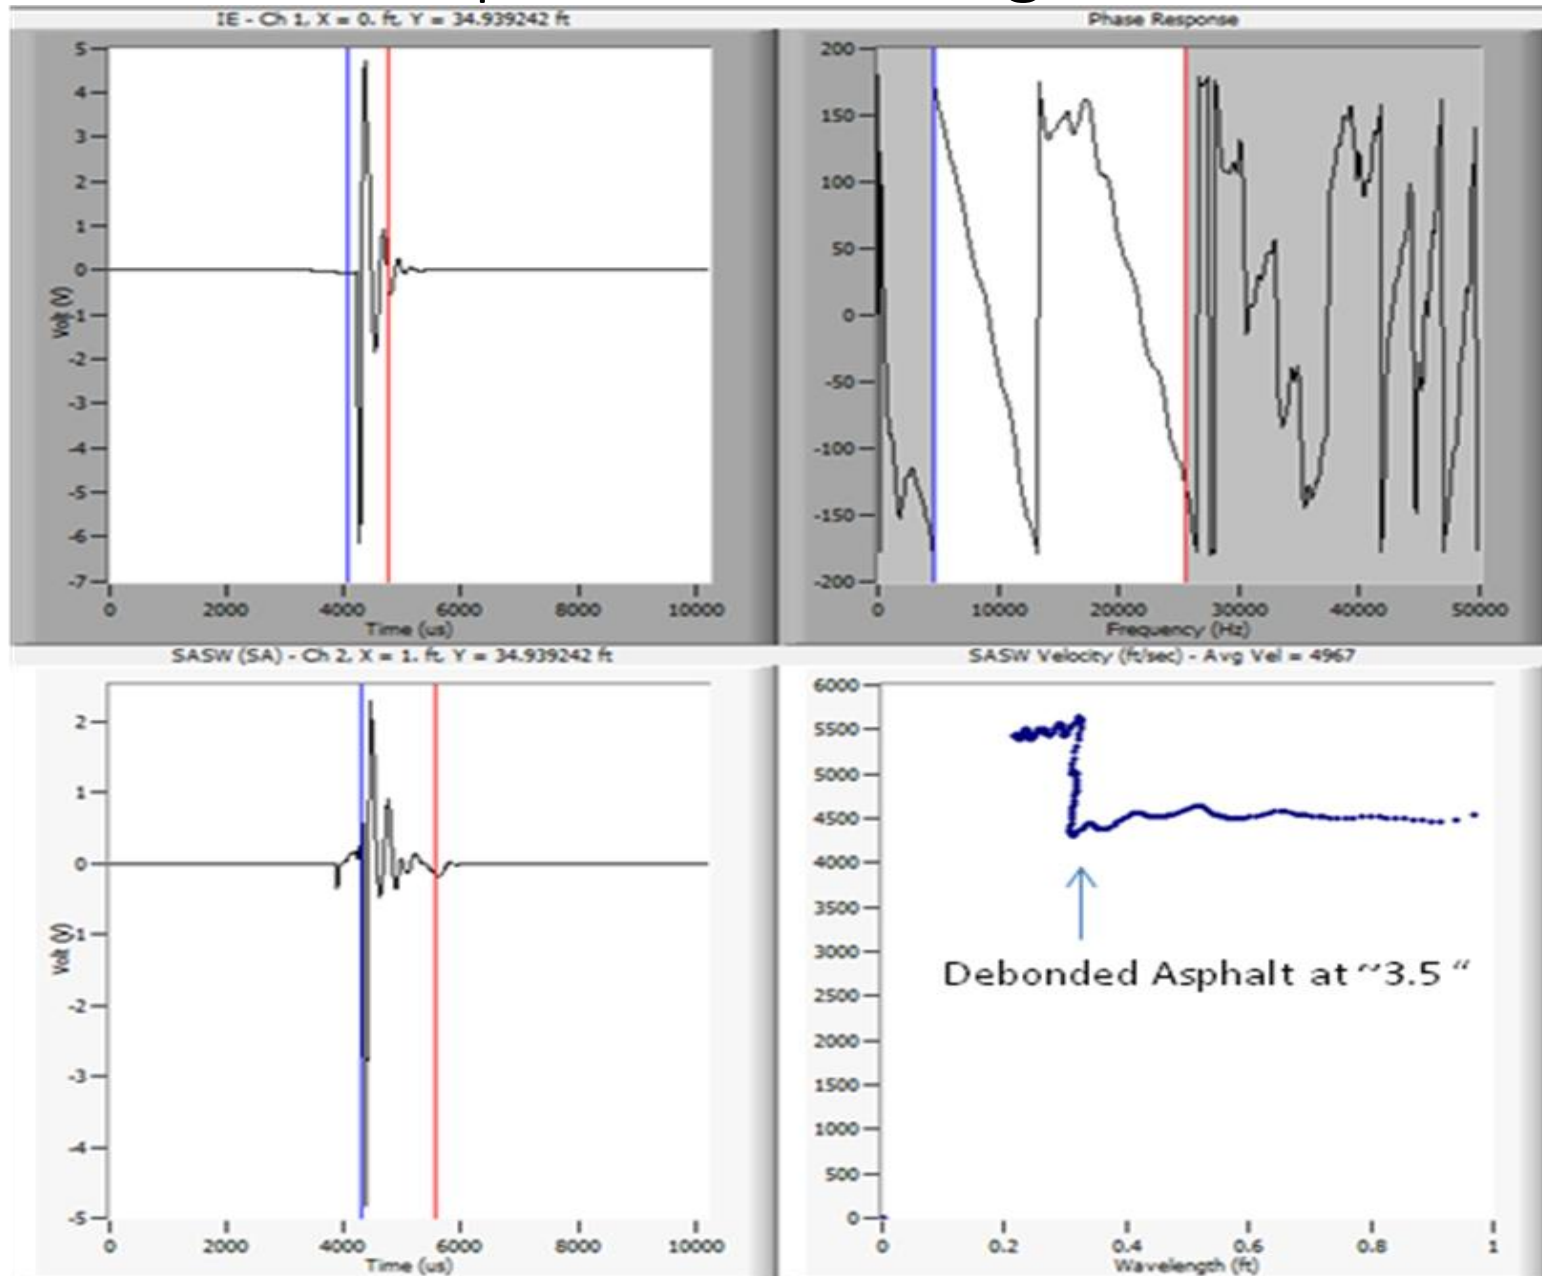 IE - Ch 1, X = 0. ft, Y = 34.939242 ft
5
4
3
2
1
0
-1
-2
-3
-4
-5
-6
-7
Volt (V)
0 2000 4000 6000 8000 10000
Time (us)
Phase Response
200
150
100
50
0
-50
-100
-150
-200
0 10000 20000 30000 40000 50000
Frequency (Hz)
SASW (SA) - Ch 2, X = 1. ft, Y = 34.939242 ft
2
1
0
-1
-2
-3
-4
-5
Volt (V)
0 2000 4000 6000 8000 10000
Time (us)
SASW Velocity (ft/sec) - Avg Vel = 4967
6000
5500
5000
4500
4000
3500
3000
2500
2000
1500
1000
500
0
Debonded Asphalt at ~3.5 “
0 0.2 0.4 0.6 0.8 1
Wavelength (ft)